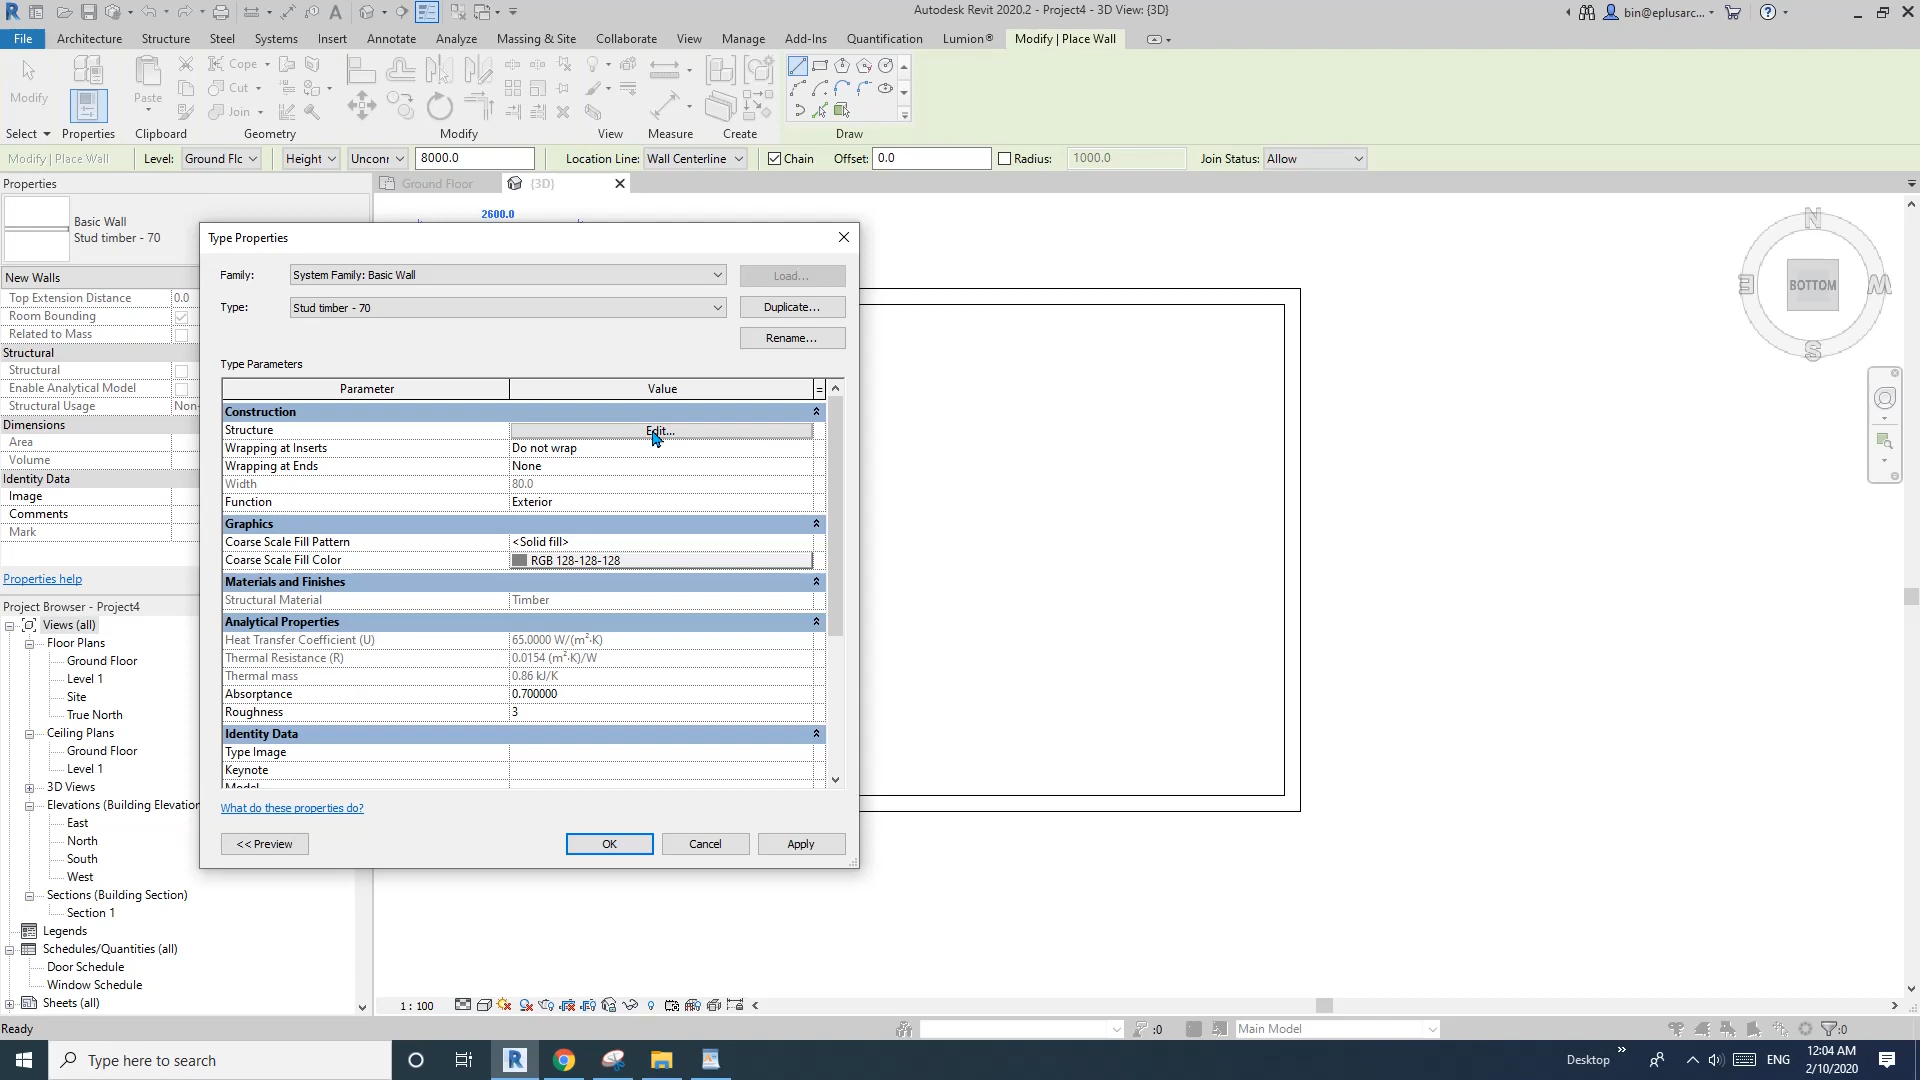 Autodesk Revit 2020.2 - Project4 - 3D View: {3D}
bin@eplusarc...
File Architecture Structure Steel Systems Insert Annotate Analyze Massing & Site Collaborate View Manage Add-Ins Quantification Lumion® Modify | Place Wall
Modify
Paste
Cope
Cut
Join
Select Properties Clipboard Geometry Modify View Measure Create Draw
Modify | Place Wall Level: Ground Flc Height Uconr 8000.0 Location Line: Wall Centerline Chain Offset: 0.0 Radius: 1000.0 Join Status: Allow
Properties
Ground Floor
{3D}
Basic Wall
Stud timber - 70
2600.0
New Walls
Top Extension Distance 0.0
Room Bounding
Related to Mass
Structural
Structural
Enable Analytical Model
Structural Usage Non-
Dimensions
Area
Volume
Identity Data
Image
Comments
Mark
Properties help
Project Browser - Project4
Views (all)
Floor Plans
Ground Floor
Level 1
Site
True North
Ceiling Plans
Ground Floor
Level 1
3D Views
Elevations (Building Elevation
East
North
South
West
Sections (Building Section)
Section 1
Legends
Schedules/Quantities (all)
Door Schedule
Window Schedule
Sheets (all)
Type Properties
Family: System Family: Basic Wall Load...
Type: Stud timber - 70 Duplicate...
Rename...
Type Parameters
Parameter Value =
Construction
Structure Edit...
Wrapping at Inserts Do not wrap
Wrapping at Ends None
Width 80.0
Function Exterior
Graphics
Coarse Scale Fill Pattern <Solid fill>
Coarse Scale Fill Color RGB 128-128-128
Materials and Finishes
Structural Material Timber
Analytical Properties
Heat Transfer Coefficient (U) 65.0000 W/(m²·K)
Thermal Resistance (R) 0.0154 (m²·K)/W
Thermal mass 0.86 kJ/K
Absorptance 0.700000
Roughness 3
Identity Data
Type Image
Keynote
Model
What do these properties do?
<< Preview OK Cancel Apply
N
E BOTTOM W
S
1 : 100
Ready
:0
Main Model
:0
Type here to search
Desktop
ENG
12:04 AM
2/10/2020